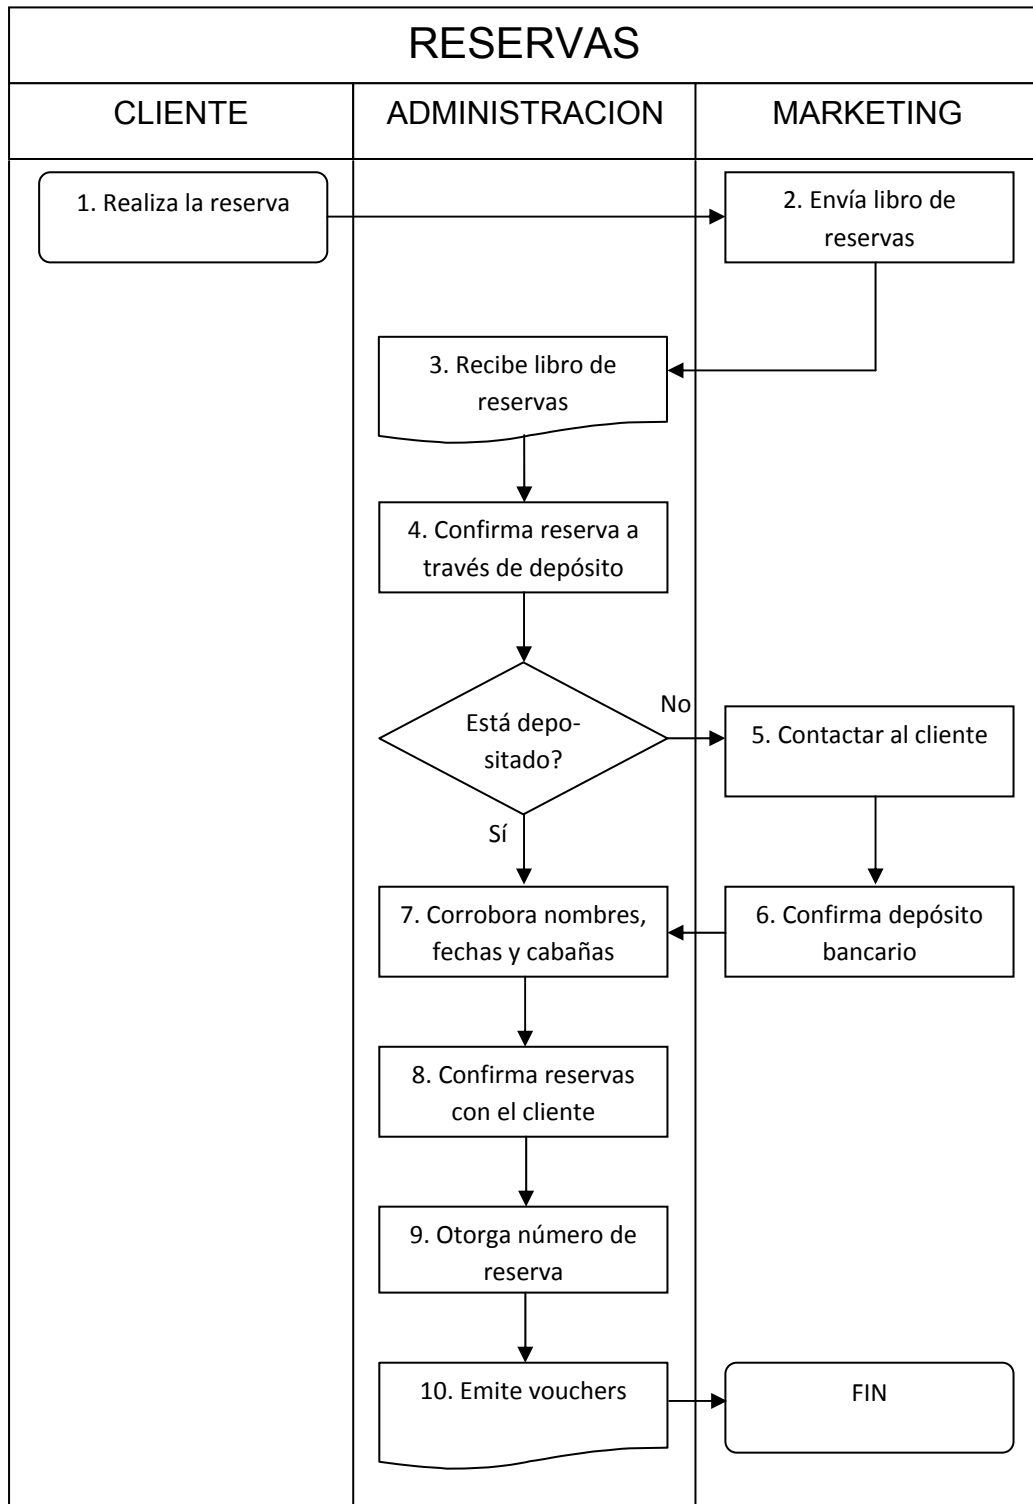 RESERVAS
CLIENTE
ADMINISTRACION
MARKETING
1. Realiza la reserva
2. Envía libro de
reservas
3. Recibe libro de
reservas
4. Confirma reserva a
través de depósito
Está depo-
sitado?
No
Sí
5. Contactar al cliente
6. Confirma depósito
bancario
7. Corrobora nombres,
fechas y cabañas
8. Confirma reservas
con el cliente
9. Otorga número de
reserva
10. Emite vouchers
FIN